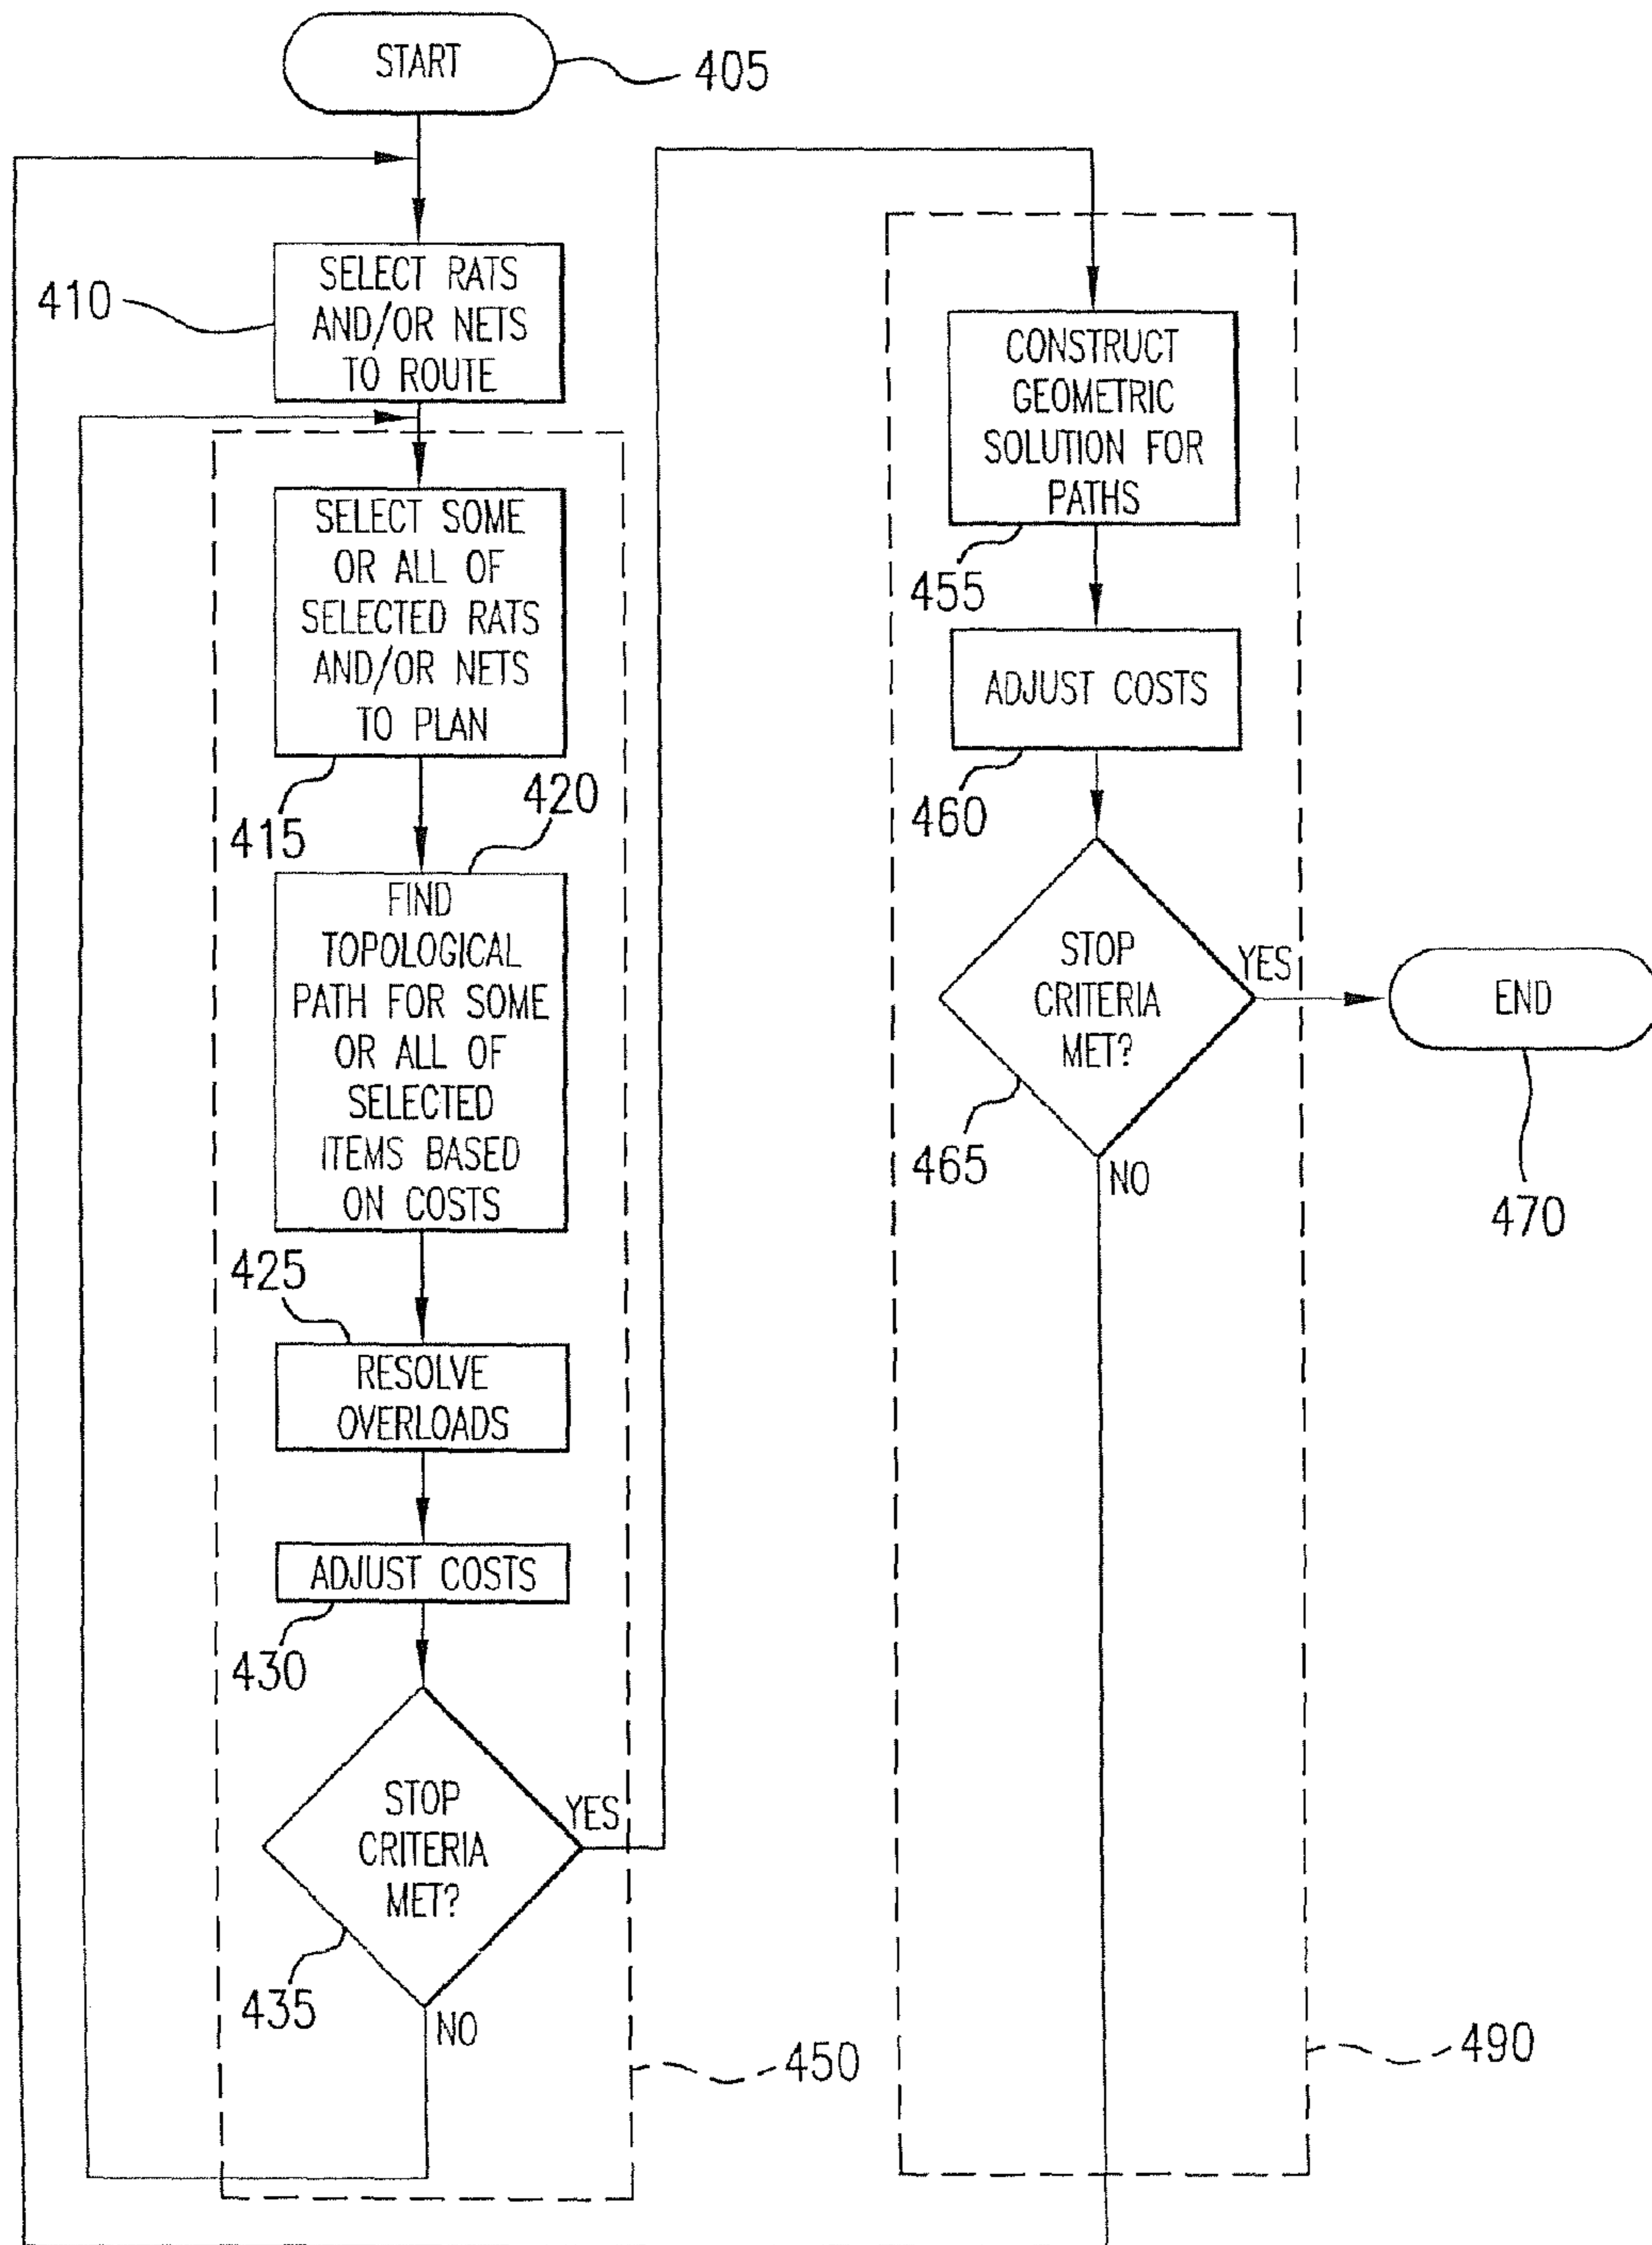 START
405
410
SELECT RATS
AND/OR NETS
TO ROUTE
SELECT SOME
OR ALL OF
SELECTED RATS
AND/OR NETS
TO PLAN
415
420
FIND
TOPOLOGICAL
PATH FOR SOME
OR ALL OF
SELECTED
ITEMS BASED
ON COSTS
425
RESOLVE
OVERLOADS
ADJUST COSTS
430
STOP
CRITERIA
MET?
YES
435
NO
450
CONSTRUCT
GEOMETRIC
SOLUTION FOR
PATHS
455
ADJUST COSTS
460
STOP
CRITERIA
MET?
YES
465
NO
END
470
490